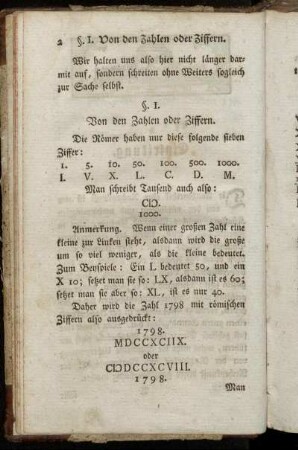 2 §. I. Von den Zahlen oder Ziffern.
Wir halten uns also hier nicht länger dar-
mit auf, sondern schreiten ohne Weiters sogleich
zur Sache selbst.
§. I.
Von den Zahlen oder Ziffern.
Die Römer haben nur diese folgende sieben
Ziffer:
1. 5. 10. 50. 100. 500. 1000.
I. V. X. L. C. D. M.
Man schreibt Tausend auch also:
CIↃ.
1000.
Anmerkung. Wenn einer großen Zahl eine
kleine zur Linken steht, alsdann wird die große
um so viel weniger, als die kleine bedeutet.
Zum Beyspiele: Ein L bedeutet 50, und ein
X 10; setzet man sie so: LX, alsdann ist es 60;
setzet man sie aber so: XL, ist es nur 40.
Daher wird die Zahl 1798 mit römischen
Ziffern also ausgedrückt:
1798.
MDCCXCIIX.
oder
CIↃDCCXCVIII.
1798.
Man